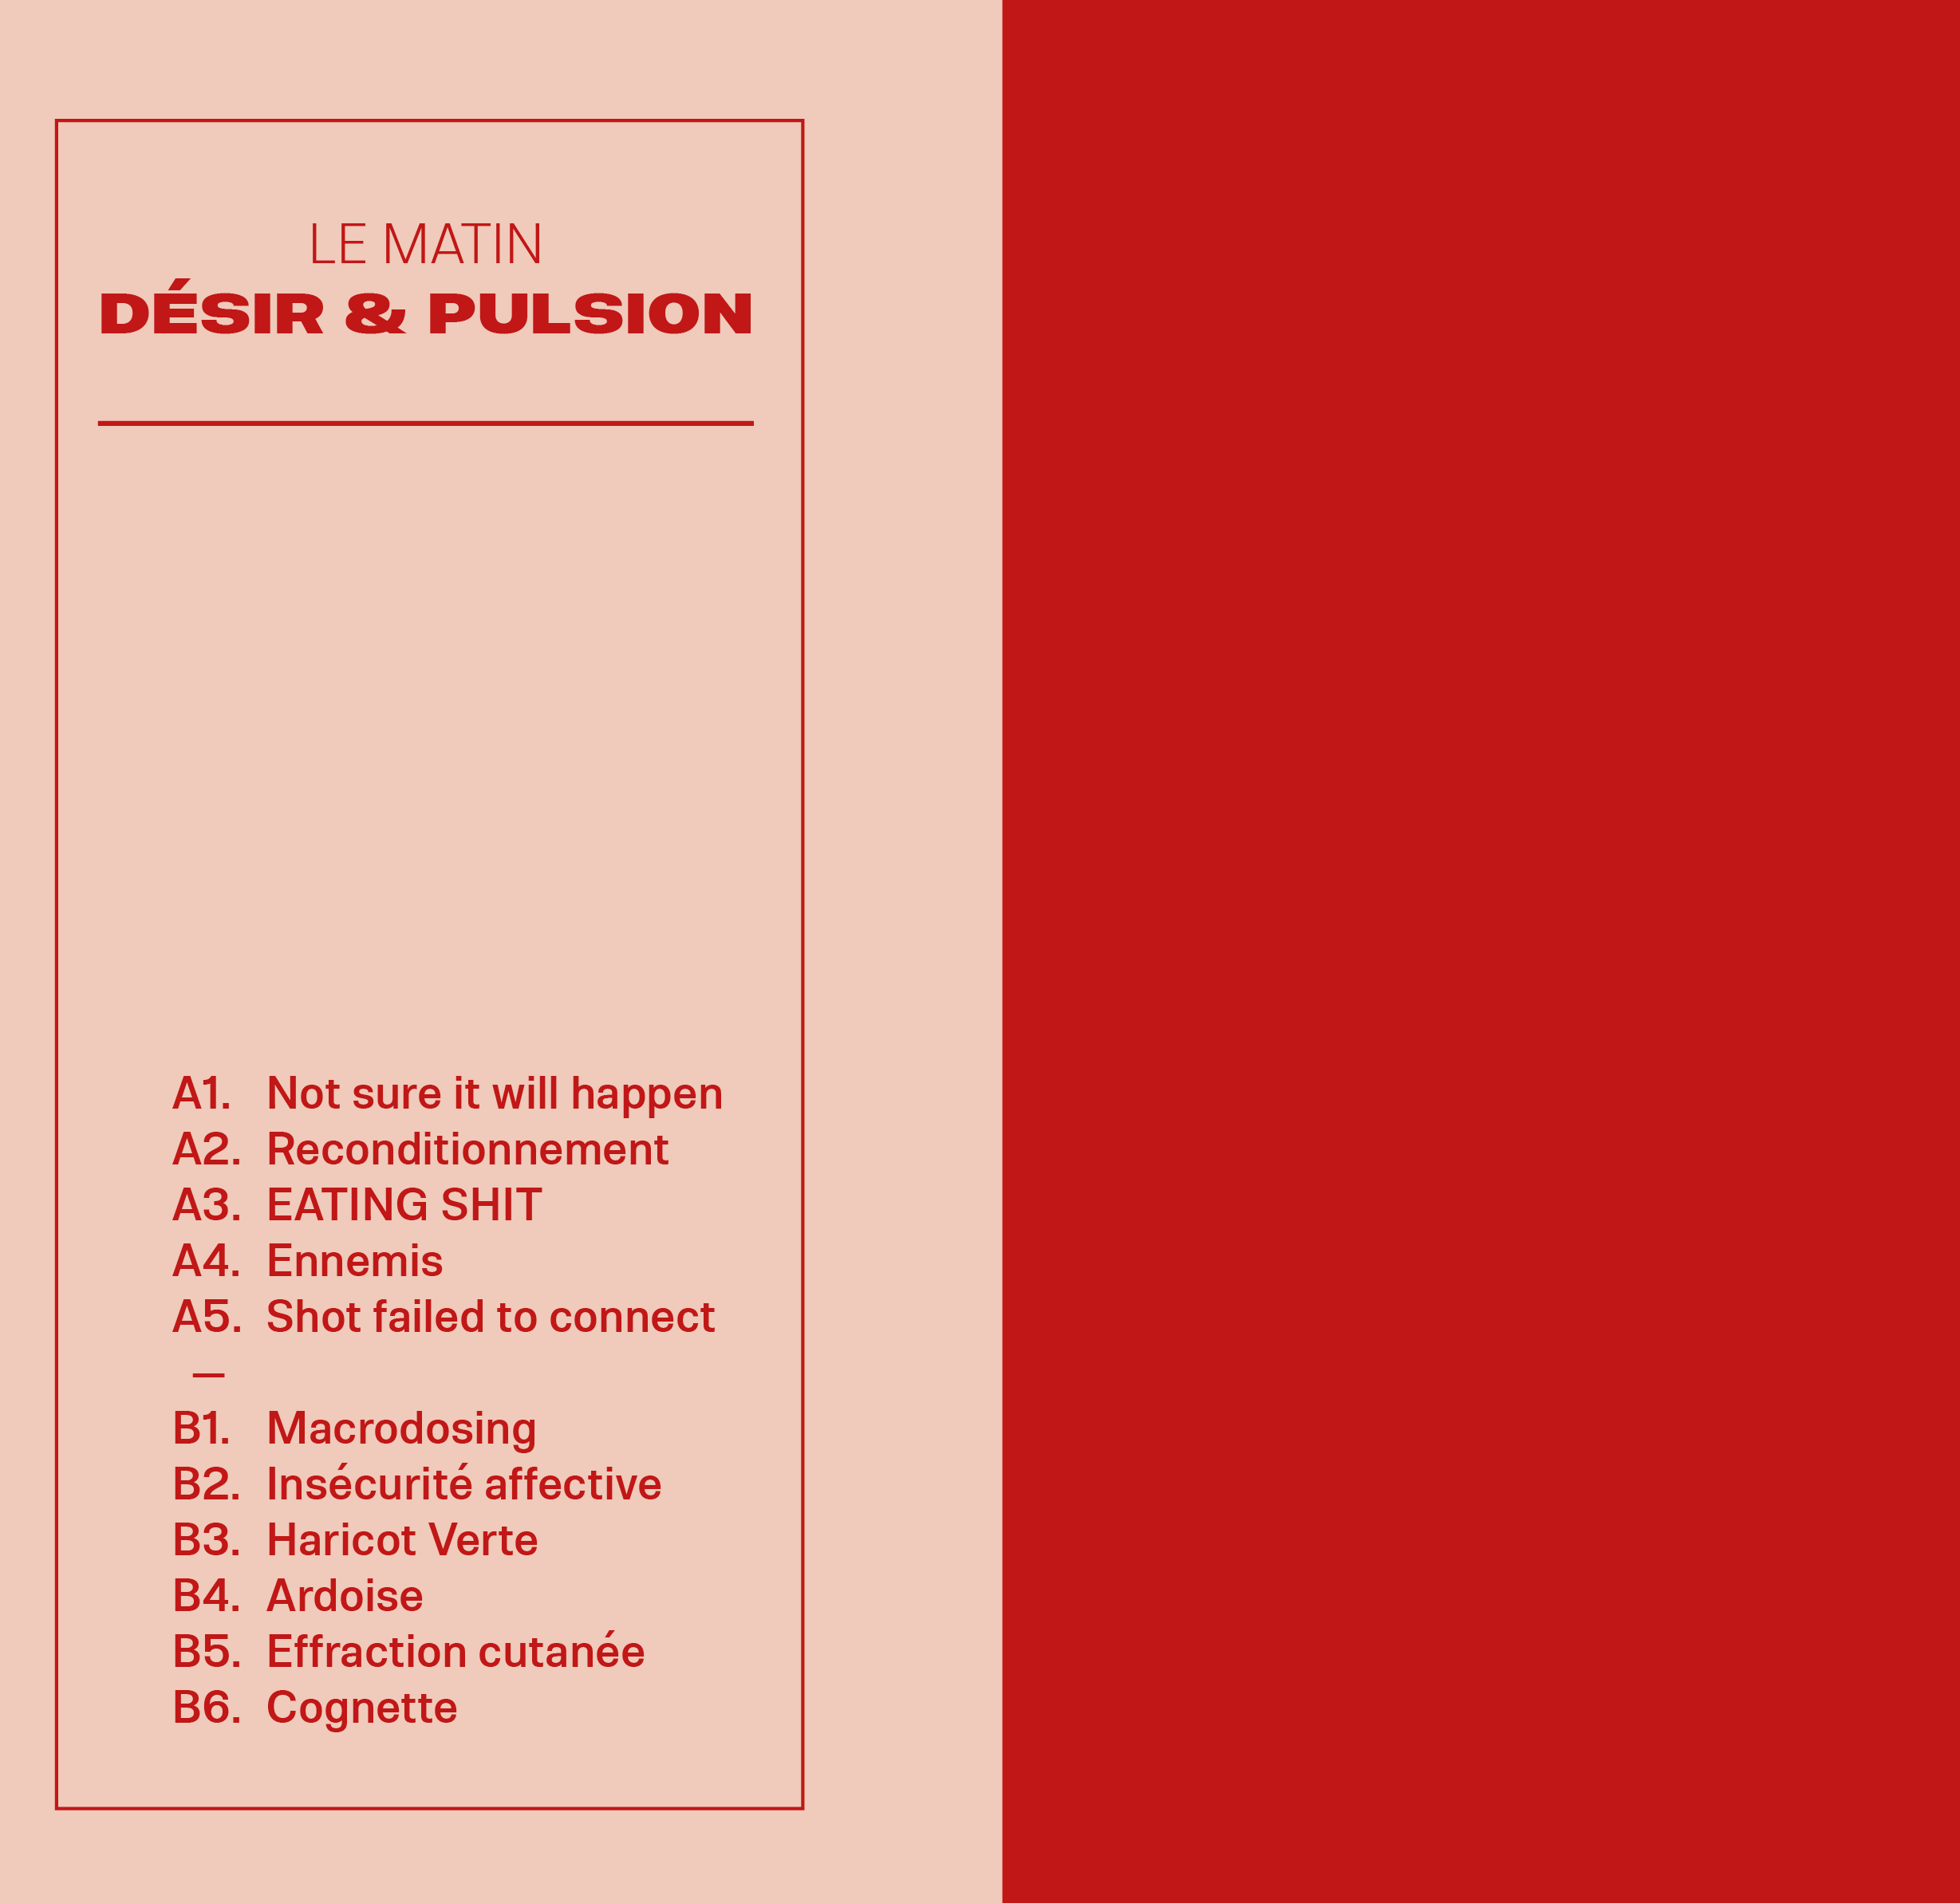 LE MATIN
DÉSIR & PULSION
A1. Not sure it will happen
A2. Reconditionnement
A3. EATING SHIT
A4. Ennemis
A5. Shot failed to connect
—
B1. Macrodosing
B2. Insécurité affective
B3. Haricot Verte
B4. Ardoise
B5. Effraction cutanée
B6. Cognette